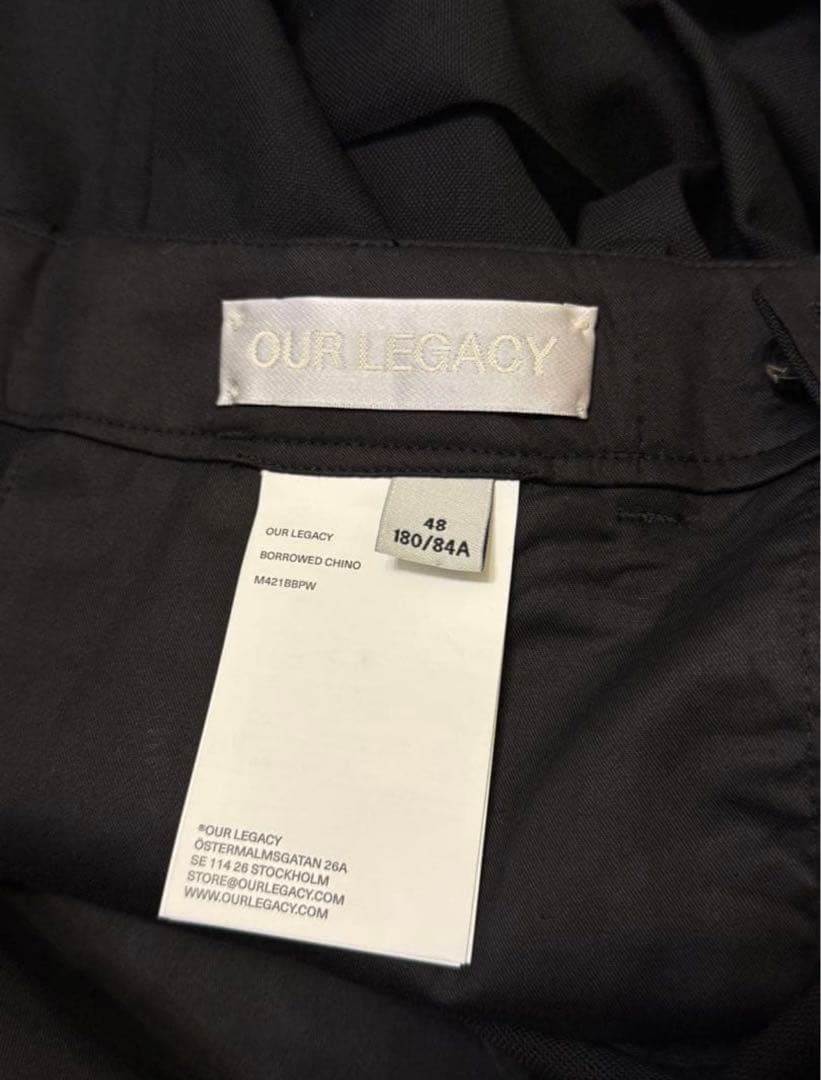 OUR LEGACY
48
180/84A
OUR LEGACY
BORROWED CHINO
M421BBPW
®OUR LEGACY
ÖSTERMALMSGATAN 26A
SE 114 26 STOCKHOLM
STORE@OURLEGACY.COM
WWW.OURLEGACY.COM